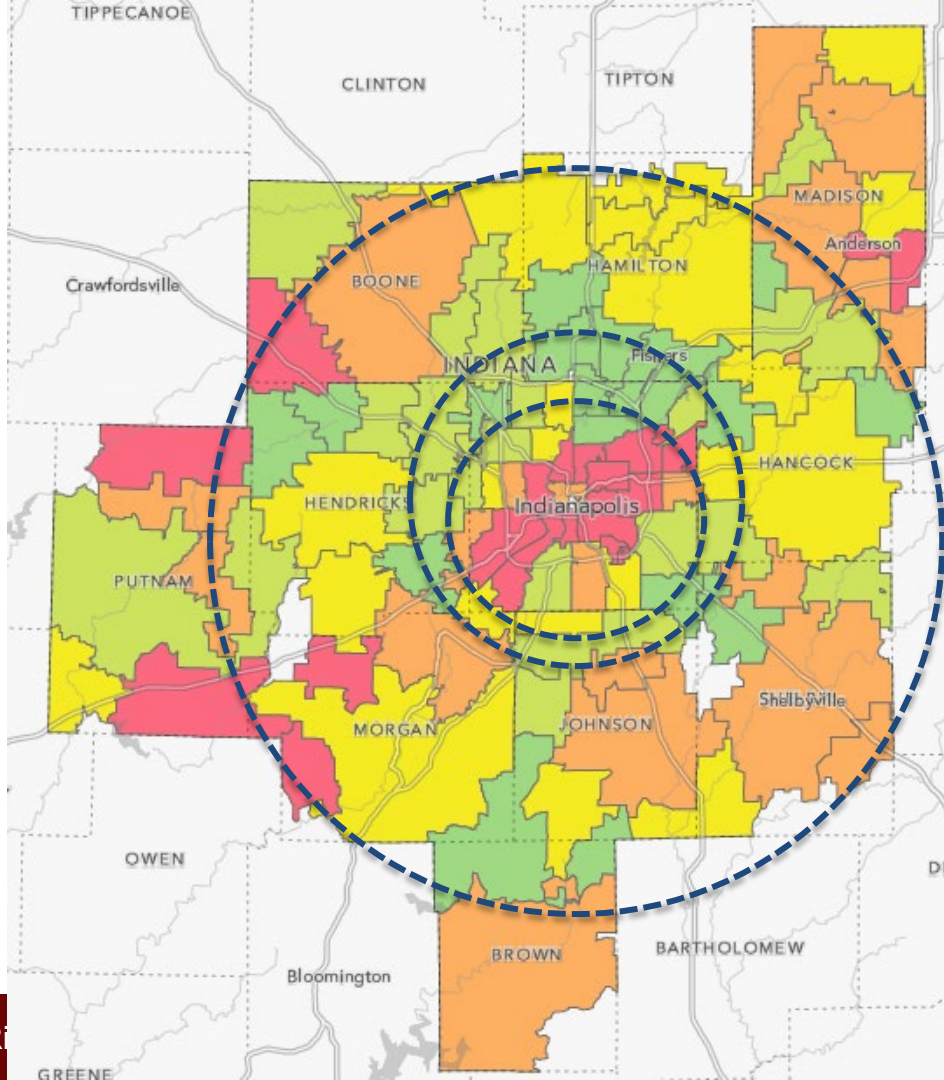 TIPPECANOE
CLINTON
TIPTON
MADISON
Anderson
HAMILTON
BOONE
Crawfordsville
INDIANA
Fishers
HANCOCK
HENDRICKS
Indianapolis
PUTNAM
Shelbyville
JOHNSON
MORGAN
OWEN
BROWN
BARTHOLOMEW
Bloomington
GREENE